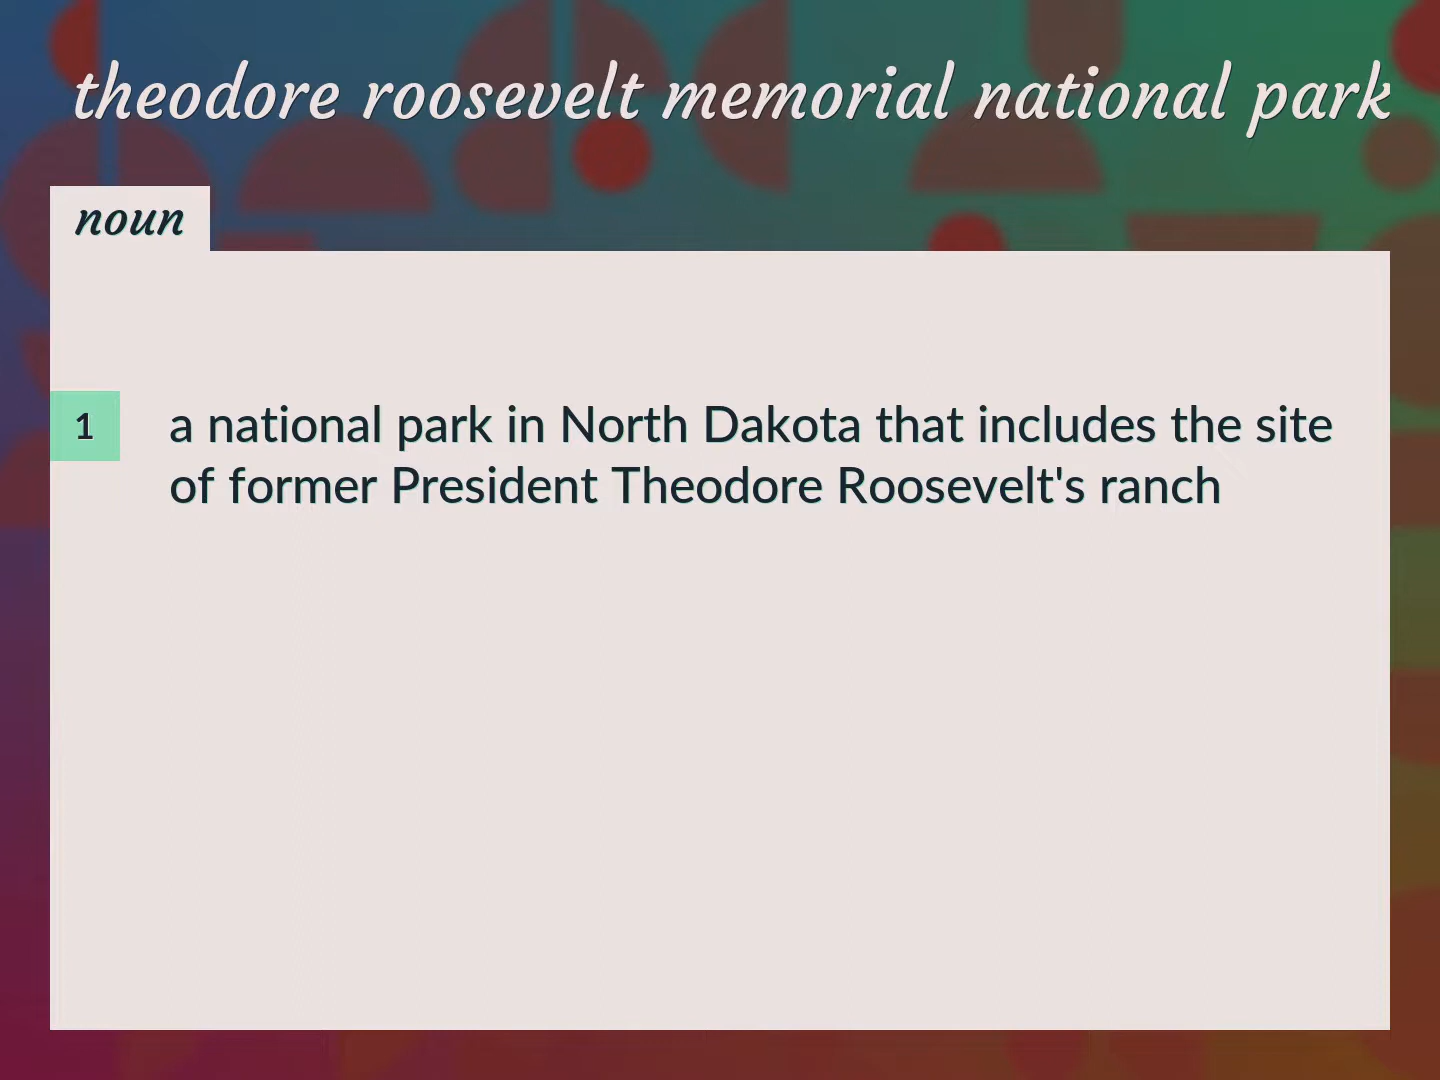 theodore roosevelt memorial national park
noun
1
a national park in North Dakota that includes the site
of former President Theodore Roosevelt's ranch